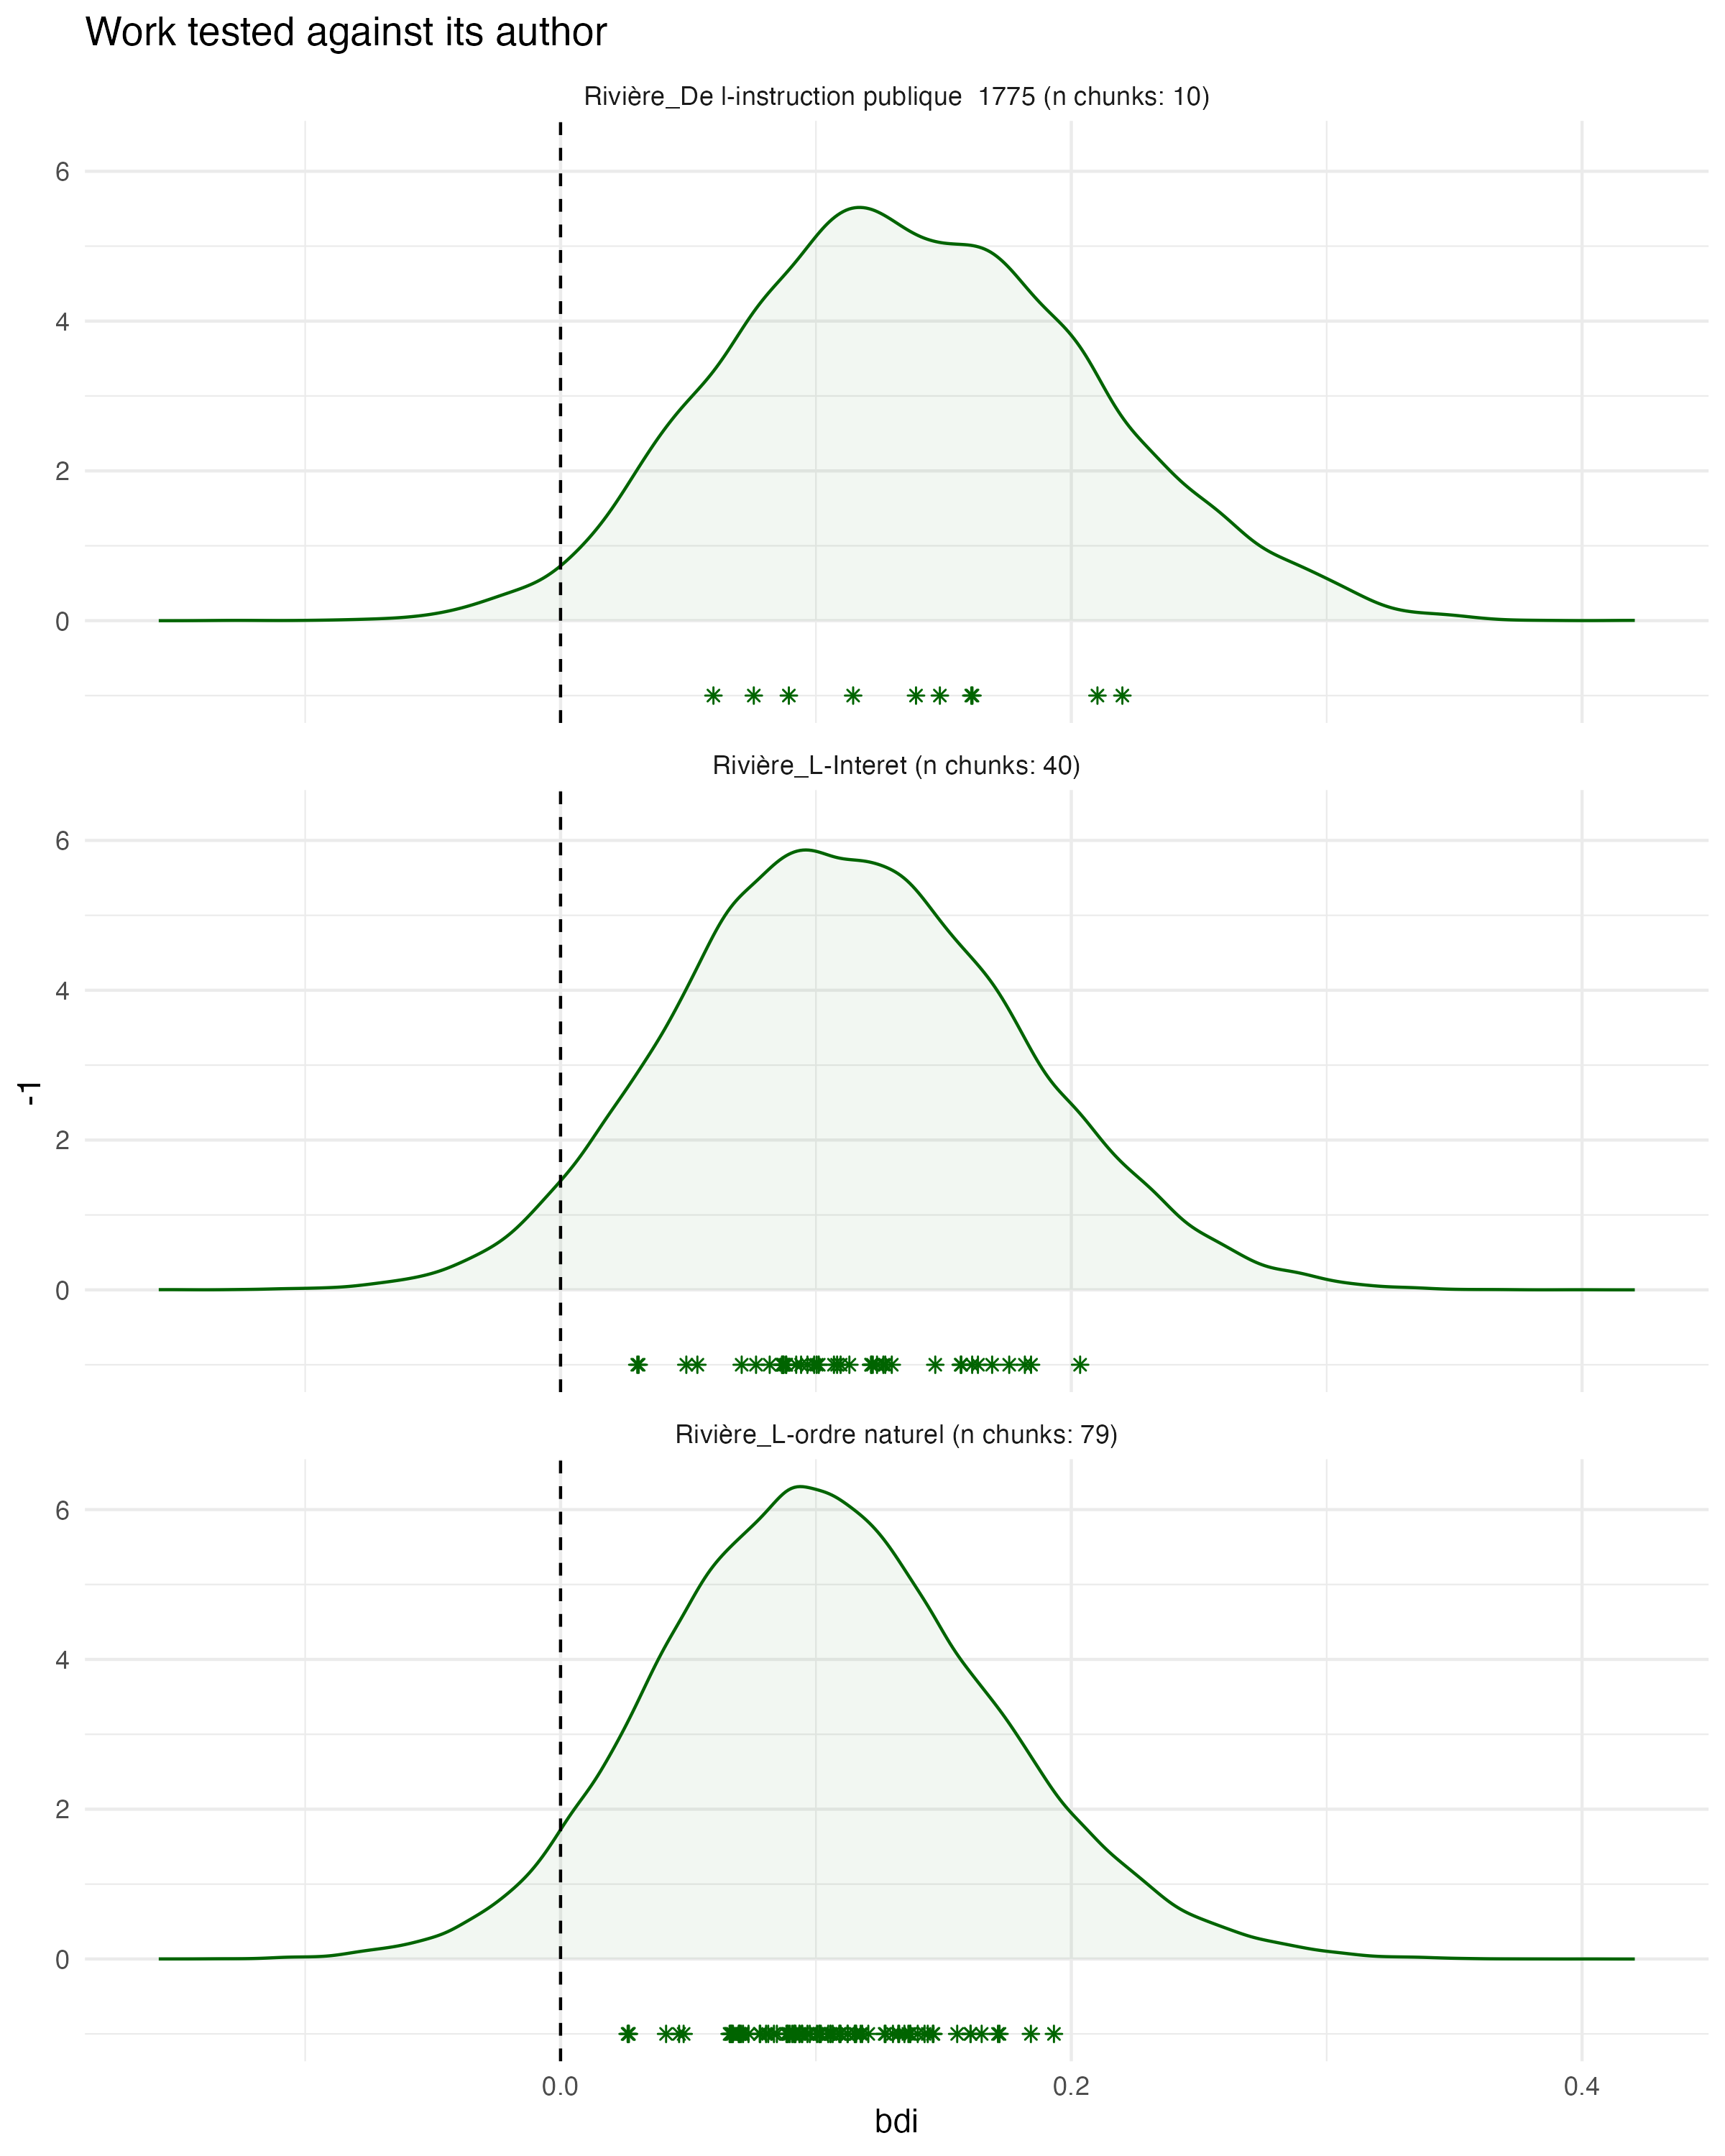 Work tested against its author
Rivière_De l-instruction publique  1775 (n chunks: 10)
6
4
2
0
Rivière_L-Interet (n chunks: 40)
6
4
2
0
-1
Rivière_L-ordre naturel (n chunks: 79)
6
4
2
0
0.0 0.2 0.4
bdi